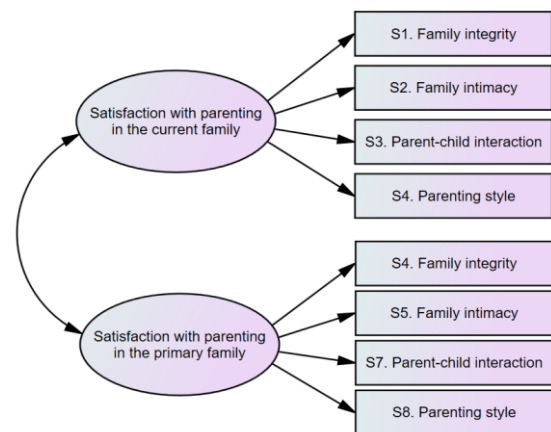 S1. Family integrity
S2. Family intimacy
Satisfaction with parenting
in the current family
S3. Parent-child interaction
S4. Parenting style
S4. Family integrity
S5. Family intimacy
Satisfaction with parenting
in the primary family
S7. Parent-child interaction
S8. Parenting style